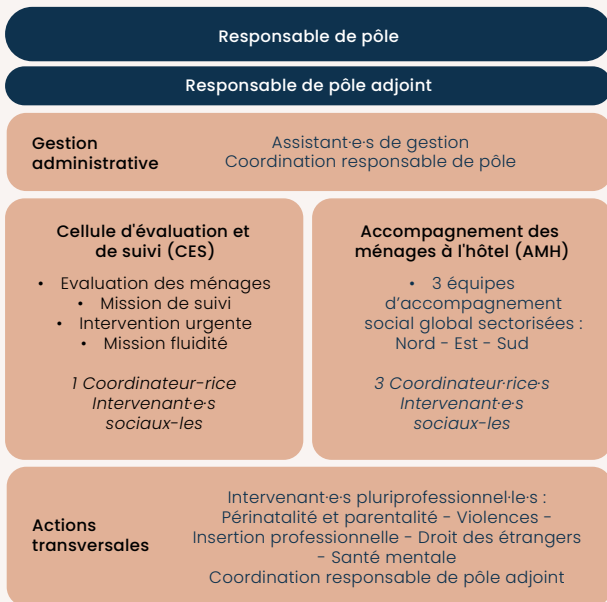 Responsable de pôle
Responsable de pôle adjoint
Gestion
administrative
Assistant·e·s de gestion
Coordination responsable de pôle
Cellule d'évaluation et
de suivi (CES)
• Evaluation des ménages
• Mission de suivi
• Intervention urgente
• Mission fluidité
1 Coordinateur-rice
Intervenant·e·s
sociaux-les
Accompagnement des
ménages à l'hôtel (AMH)
• 3 équipes
d’accompagnement
social global sectorisées :
Nord - Est - Sud
3 Coordinateur·rice·s
Intervenant·e·s
sociaux-les
Actions
transversales
Intervenant·e·s pluriprofessionnel·le·s :
Périnatalité et parentalité - Violences -
Insertion professionnelle - Droit des étrangers
- Santé mentale
Coordination responsable de pôle adjoint